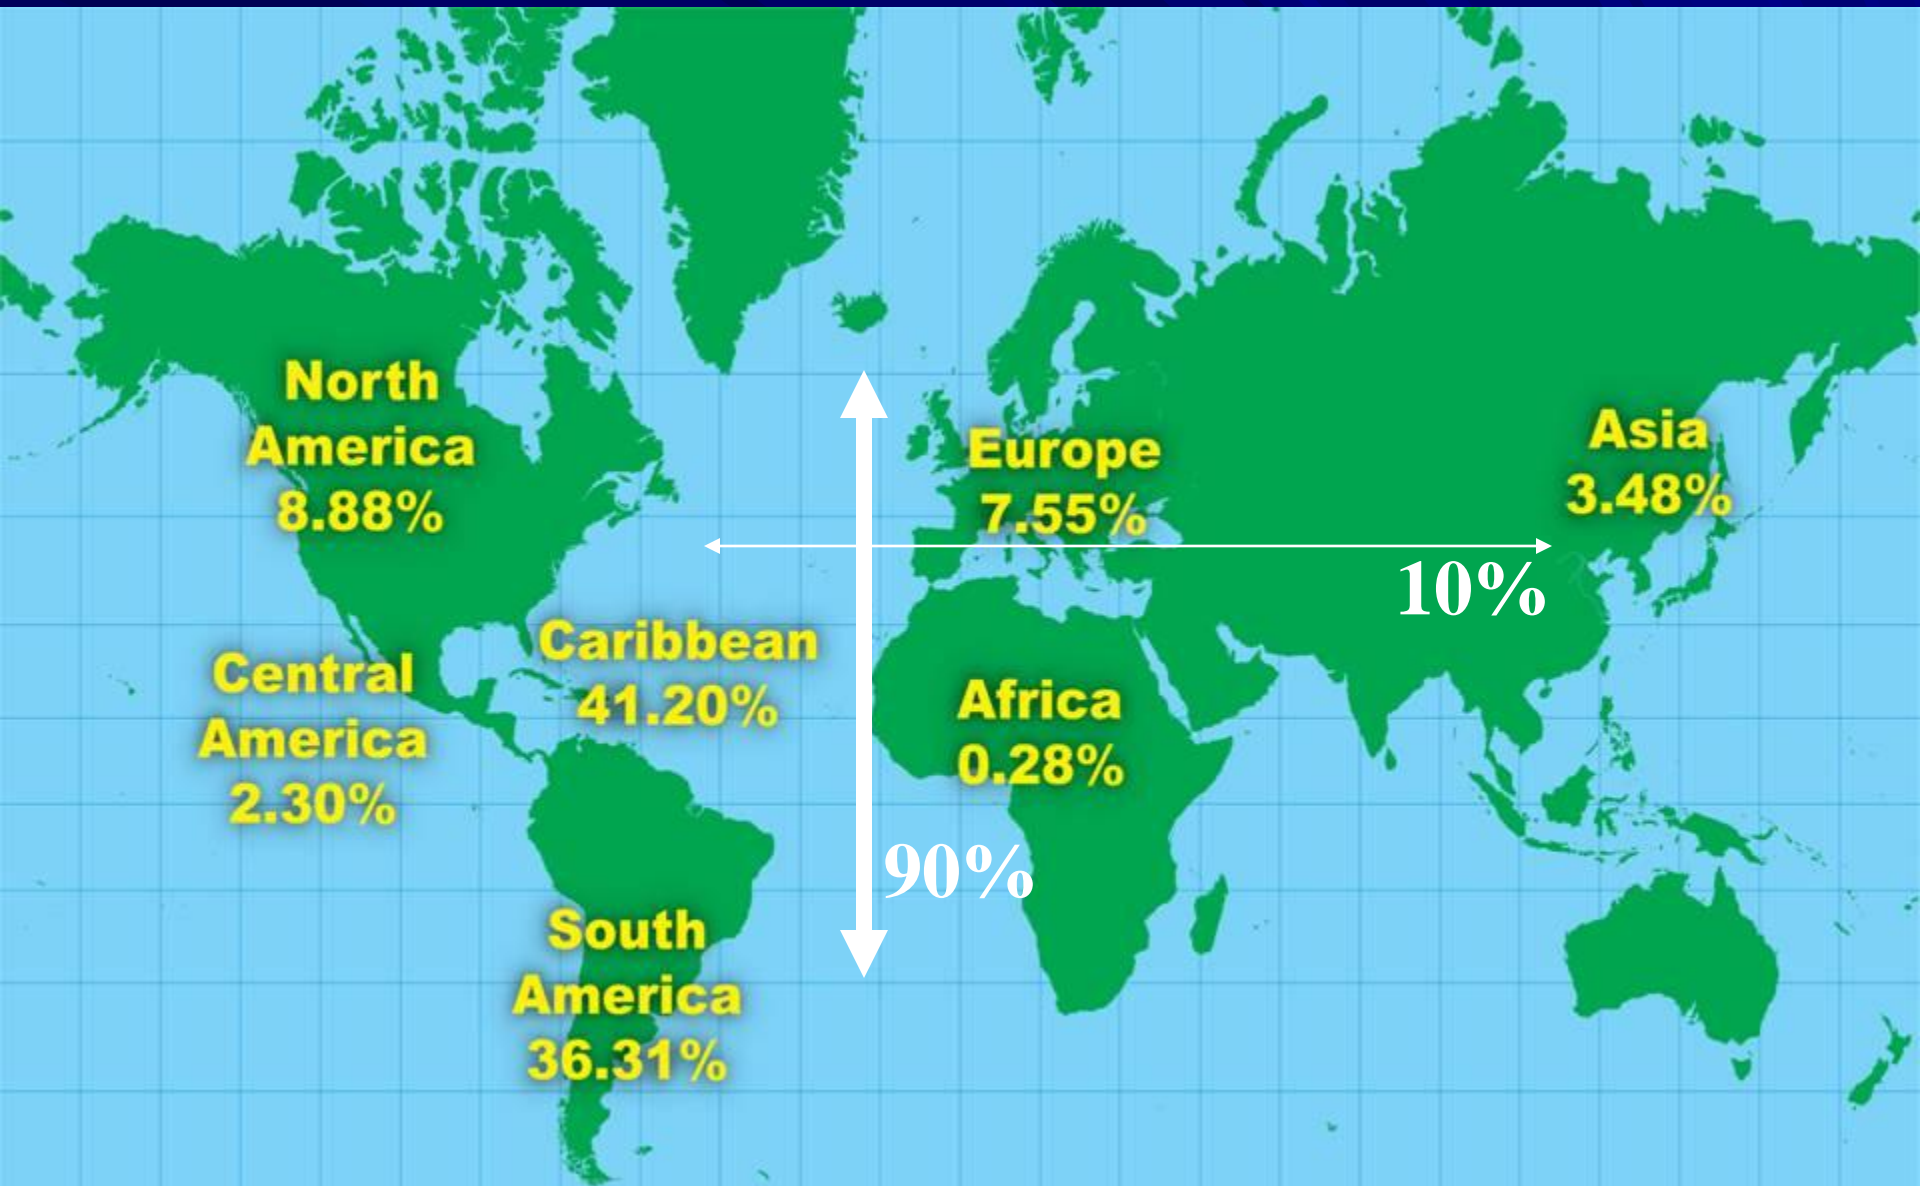 North
America
8.88%
Europe
7.55%
Asia
3.48%
10%
Caribbean
41.20%
Central
America
2.30%
Africa
0.28%
90%
South
America
36.31%